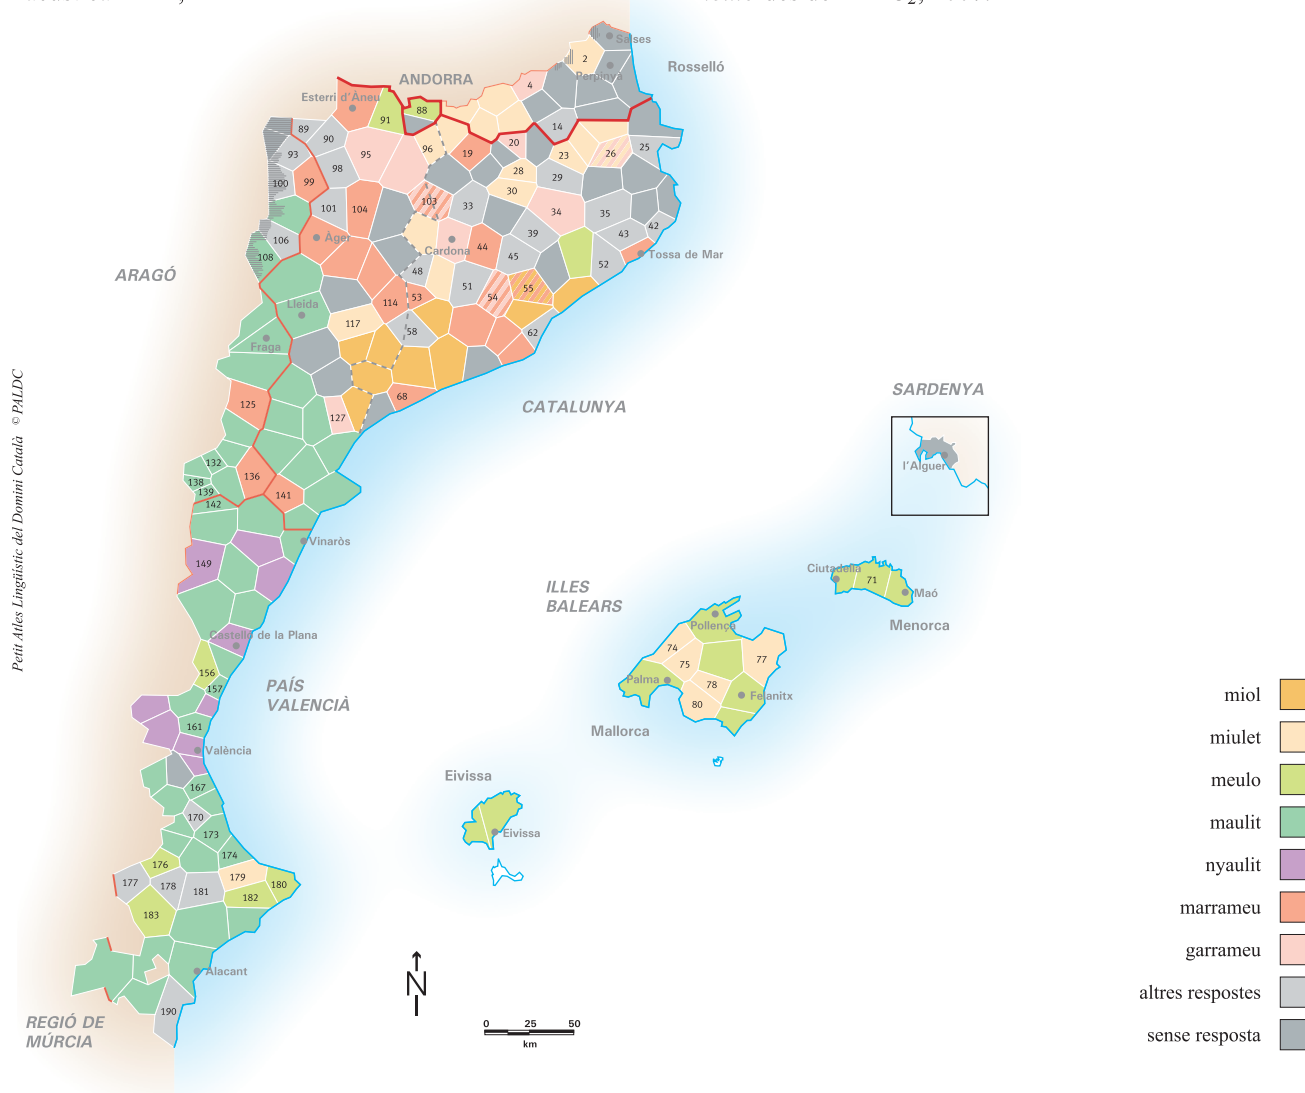 Salses
2
Rosselló
Perpinyà
ANDORRA
4
Esterri d'Àneu
88
91
14
89
90
20
25
93
95
96
19
23
26
98
28
29
100
99
30
103
101
104
33
34
35
42
106
Àger
39
43
Cardona
44
45
Tossa de Mar
108
48
52
ARAGÓ
51
55
54
53
Lleida
114
117
58
62
Fraga
SARDENYA
68
125
CATALUNYA
127
132
l'Alguer
136
138
139
141
142
Vinaròs
149
Ciutadella
71
Maó
ILLES
BALEARS
Pollença
Menorca
Castelló de la Plana
74
75
77
156
Palma
78
157
PAÍS
VALENCIÀ
Felanitx
80
161
Mallorca
València
Eivissa
167
170
Eivissa
173
174
176
177
178
179
180
181
182
183
Alacant
190
REGIÓ DE
MÚRCIA
N
0 25 50
km
Petit Atles Lingüístic del Domini Català © PALDC
miol
miulet
meulo
maulit
nyaulit
marrameu
garrameu
altres respostes
sense resposta